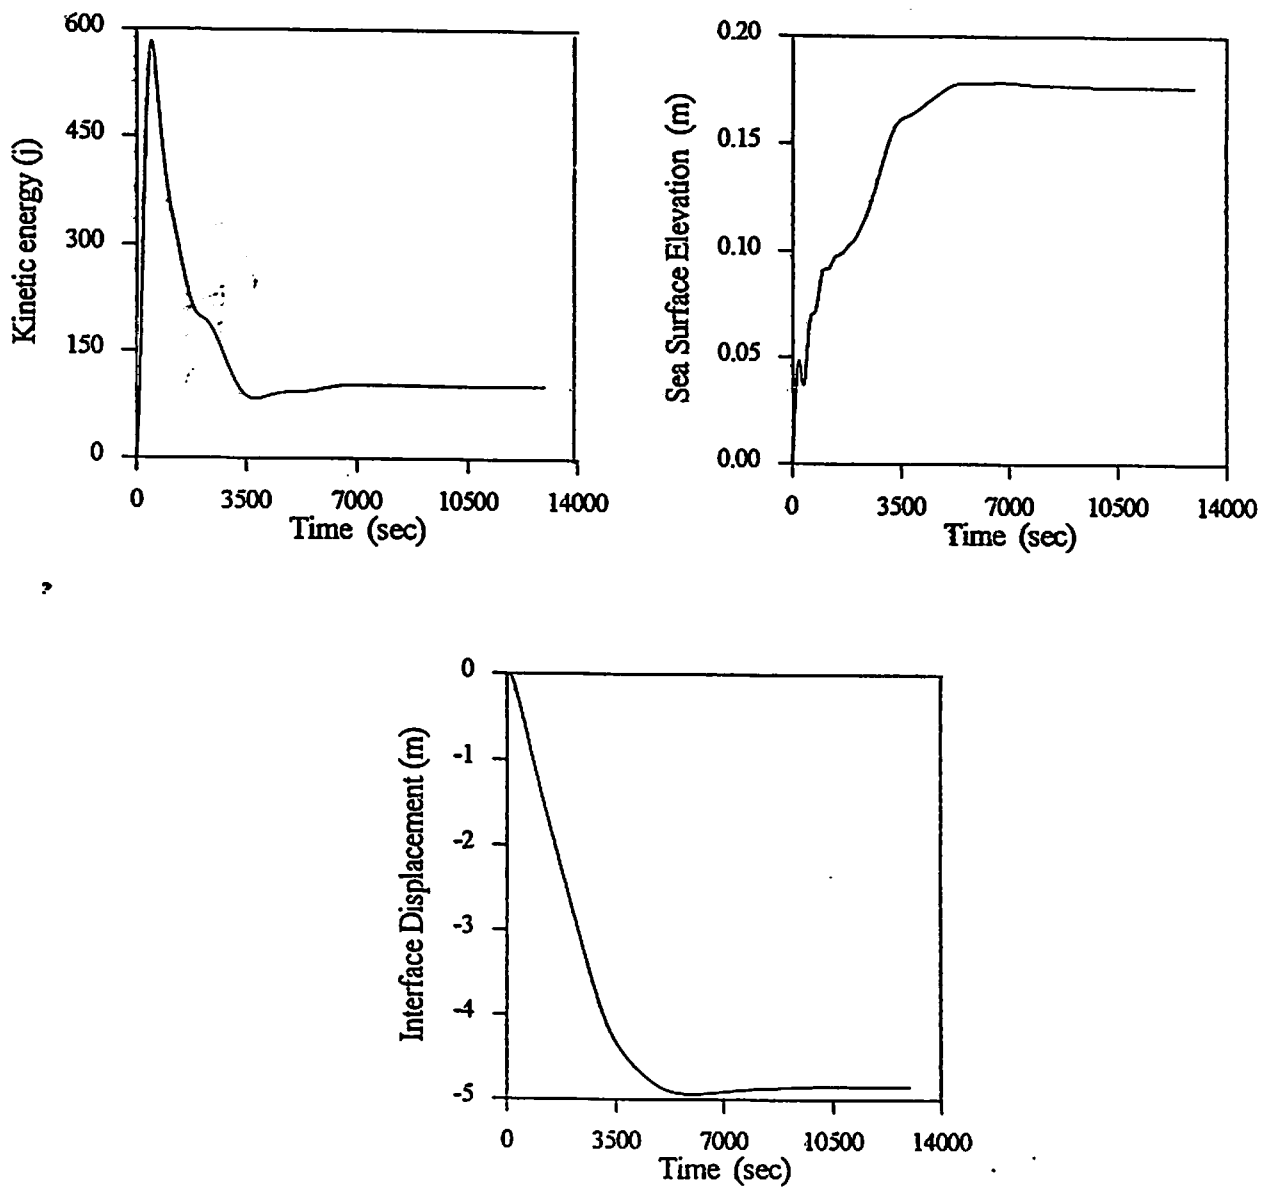 600
450
300
150
0
Kinetic energy (j)
0 3500 7000 10500 14000
Time (sec)
0.20
0.15
0.10
0.05
0.00
Sea Surface Elevation (m)
0 3500 7000 10500 14000
Time (sec)
0
-1
-2
-3
-4
-5
Interface Displacement (m)
0 3500 7000 10500 14000
Time (sec)